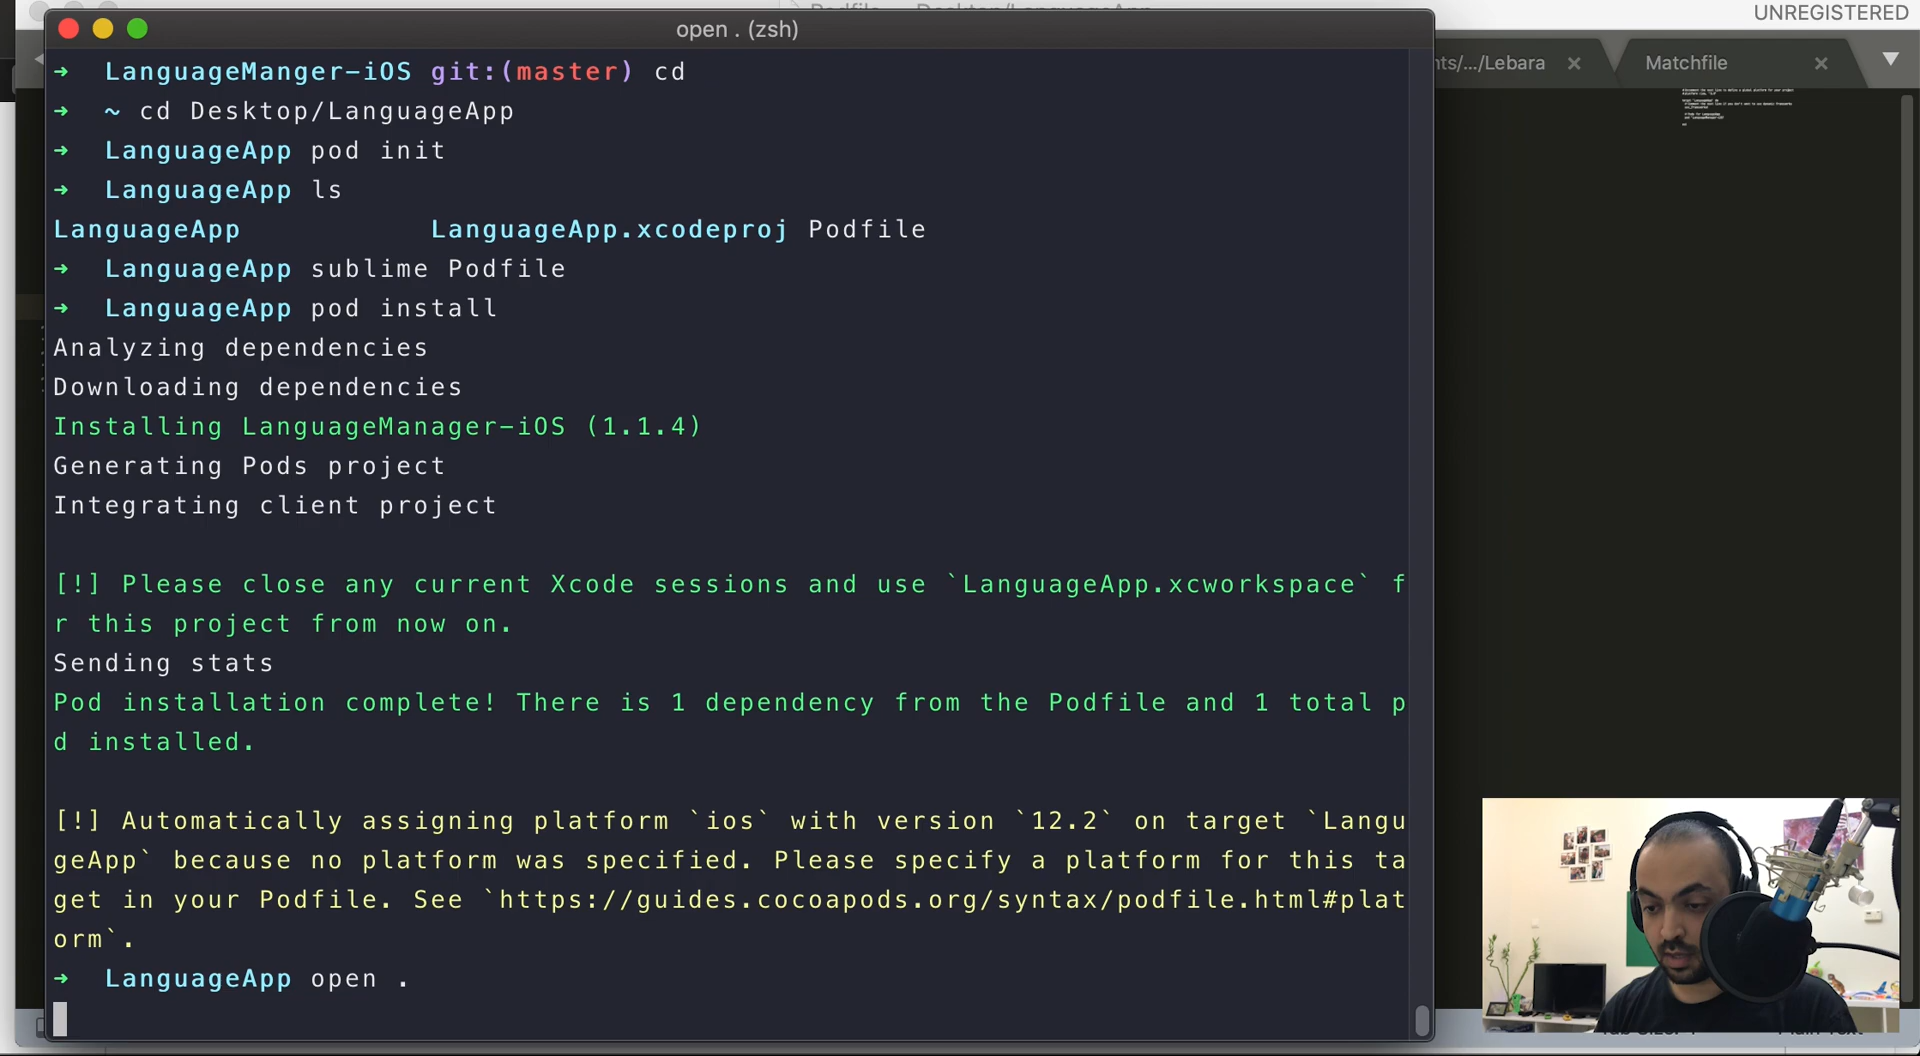 UNREGISTERED
open . (zsh)
nts/.../Lebara
Matchfile
➜ LanguageManger-iOS git:(master) cd
➜ ~ cd Desktop/LanguageApp
➜ LanguageApp pod init
➜ LanguageApp ls
LanguageApp LanguageApp.xcodeproj Podfile
➜ LanguageApp sublime Podfile
➜ LanguageApp pod install
Analyzing dependencies
Downloading dependencies
Installing LanguageManager-iOS (1.1.4)
Generating Pods project
Integrating client project
[!] Please close any current Xcode sessions and use `LanguageApp.xcworkspace` f
r this project from now on.
Sending stats
Pod installation complete! There is 1 dependency from the Podfile and 1 total p
d installed.
[!] Automatically assigning platform `ios` with version `12.2` on target `Langu
geApp` because no platform was specified. Please specify a platform for this ta
get in your Podfile. See `https://guides.cocoapods.org/syntax/podfile.html#plat
orm`.
➜ LanguageApp open .